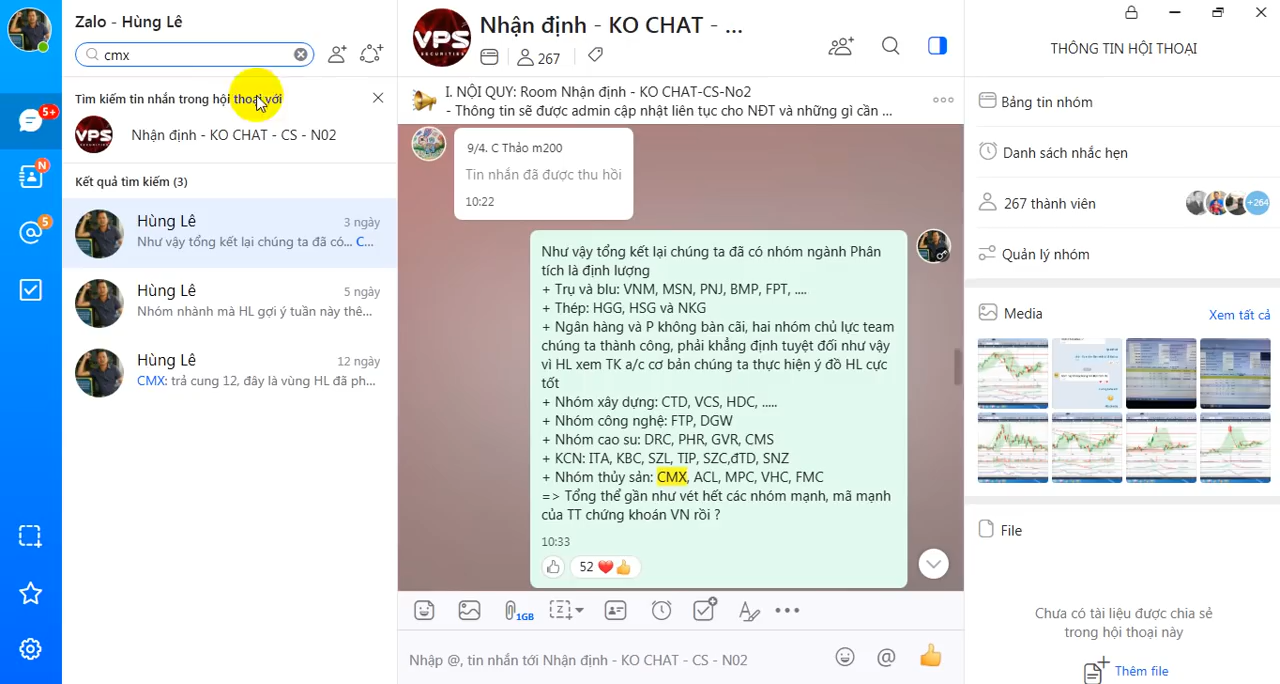 Zalo - Hùng Lê
cmx
Tìm kiếm tin nhắn trong hội thoại với
VPS Nhận định - KO CHAT - CS - N02
Kết quả tìm kiếm (3)
Hùng Lê 3 ngày
Như vậy tổng kết lại chúng ta đã có... C...
Hùng Lê 5 ngày
Nhóm nhành mà HL gợi ý tuần này thê...
Hùng Lê 12 ngày
CMX: trả cung 12, đây là vùng HL đã ph...
5+
N
5
VPS
SECURITIES
Nhận định - KO CHAT - ...
267
I. NỘI QUY: Room Nhận định - KO CHAT-CS-No2
- Thông tin sẽ được admin cập nhật liên tục cho NĐT và những gì cần ...
9/4. C Thảo m200
Tin nhắn đã được thu hồi
10:22
Như vậy tổng kết lại chúng ta đã có nhóm ngành Phân
tích là định lượng
+ Trụ và blu: VNM, MSN, PNJ, BMP, FPT, ....
+ Thép: HGG, HSG và NKG
+ Ngân hàng và P không bàn cãi, hai nhóm chủ lực team
chúng ta thành công, phải khẳng định tuyệt đối như vậy
vì HL xem TK a/c cơ bản chúng ta thực hiện ý đồ HL cực
tốt
+ Nhóm xây dựng: CTD, VCS, HDC, .....
+ Nhóm công nghệ: FTP, DGW
+ Nhóm cao su: DRC, PHR, GVR, CMS
+ KCN: ITA, KBC, SZL, TIP, SZC,đTD, SNZ
+ Nhóm thủy sản: CMX, ACL, MPC, VHC, FMC
=> Tổng thể gần như vét hết các nhóm mạnh, mã mạnh
của TT chứng khoán VN rồi ?
10:33
52
1GB
Nhập @, tin nhắn tới Nhận định - KO CHAT - CS - N02
THÔNG TIN HỘI THOẠI
Bảng tin nhóm
Danh sách nhắc hẹn
267 thành viên +264
Quản lý nhóm
Media Xem tất cả
File
Chưa có tài liệu được chia sẻ
trong hội thoại này
Thêm file